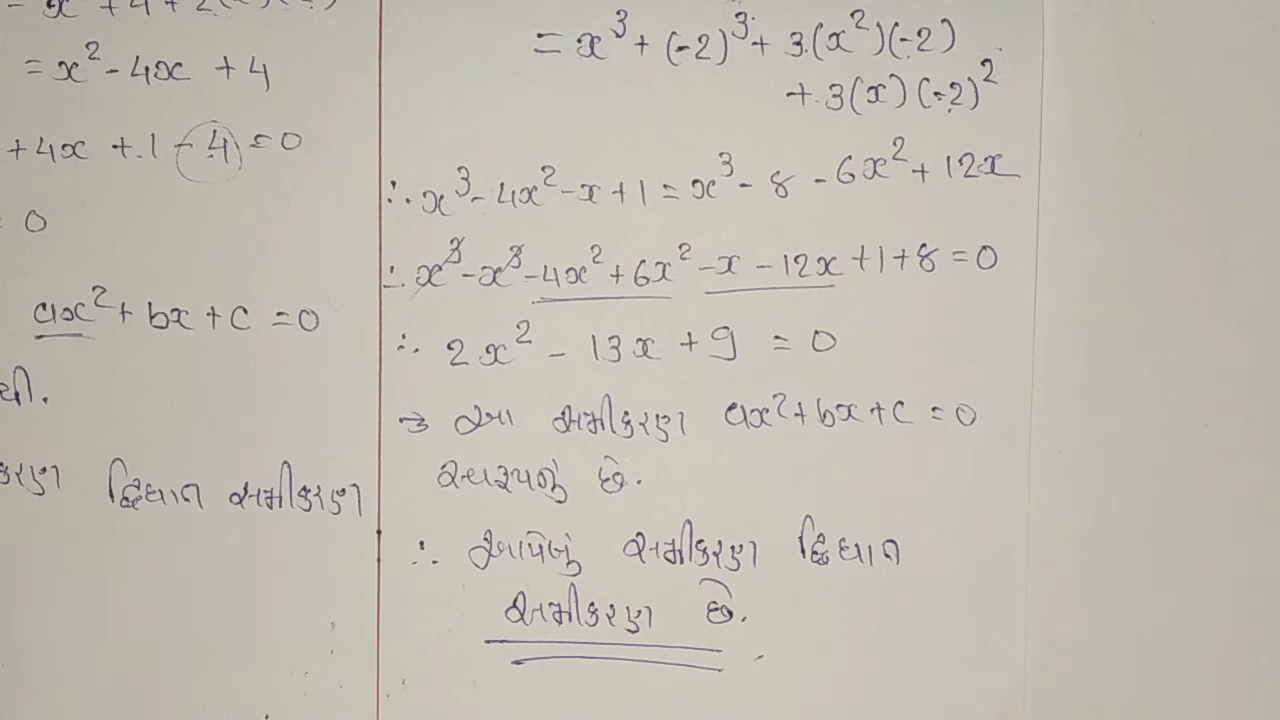 = x² - 4x + 4
+ 4x + 1 - 4 = 0
= 0
ax² + bx + c = 0
થી.
કરણ દ્વિઘાત સમીકરણ
= x³ + (-2)³ + 3(x²)(-2)
+ 3(x)(-2)²
∴ x³ - 4x² - x + 1 = x³ - 8 - 6x² + 12x
∴ x³ - x³ - 4x² + 6x² - x - 12x + 1 + 8 = 0
∴ 2x² - 13x + 9 = 0
→ આ સમીકરણ ax² + bx + c = 0
સ્વરૂપનું છે.
∴ આપેલું સમીકરણ દ્વિઘાત
સમીકરણ છે.